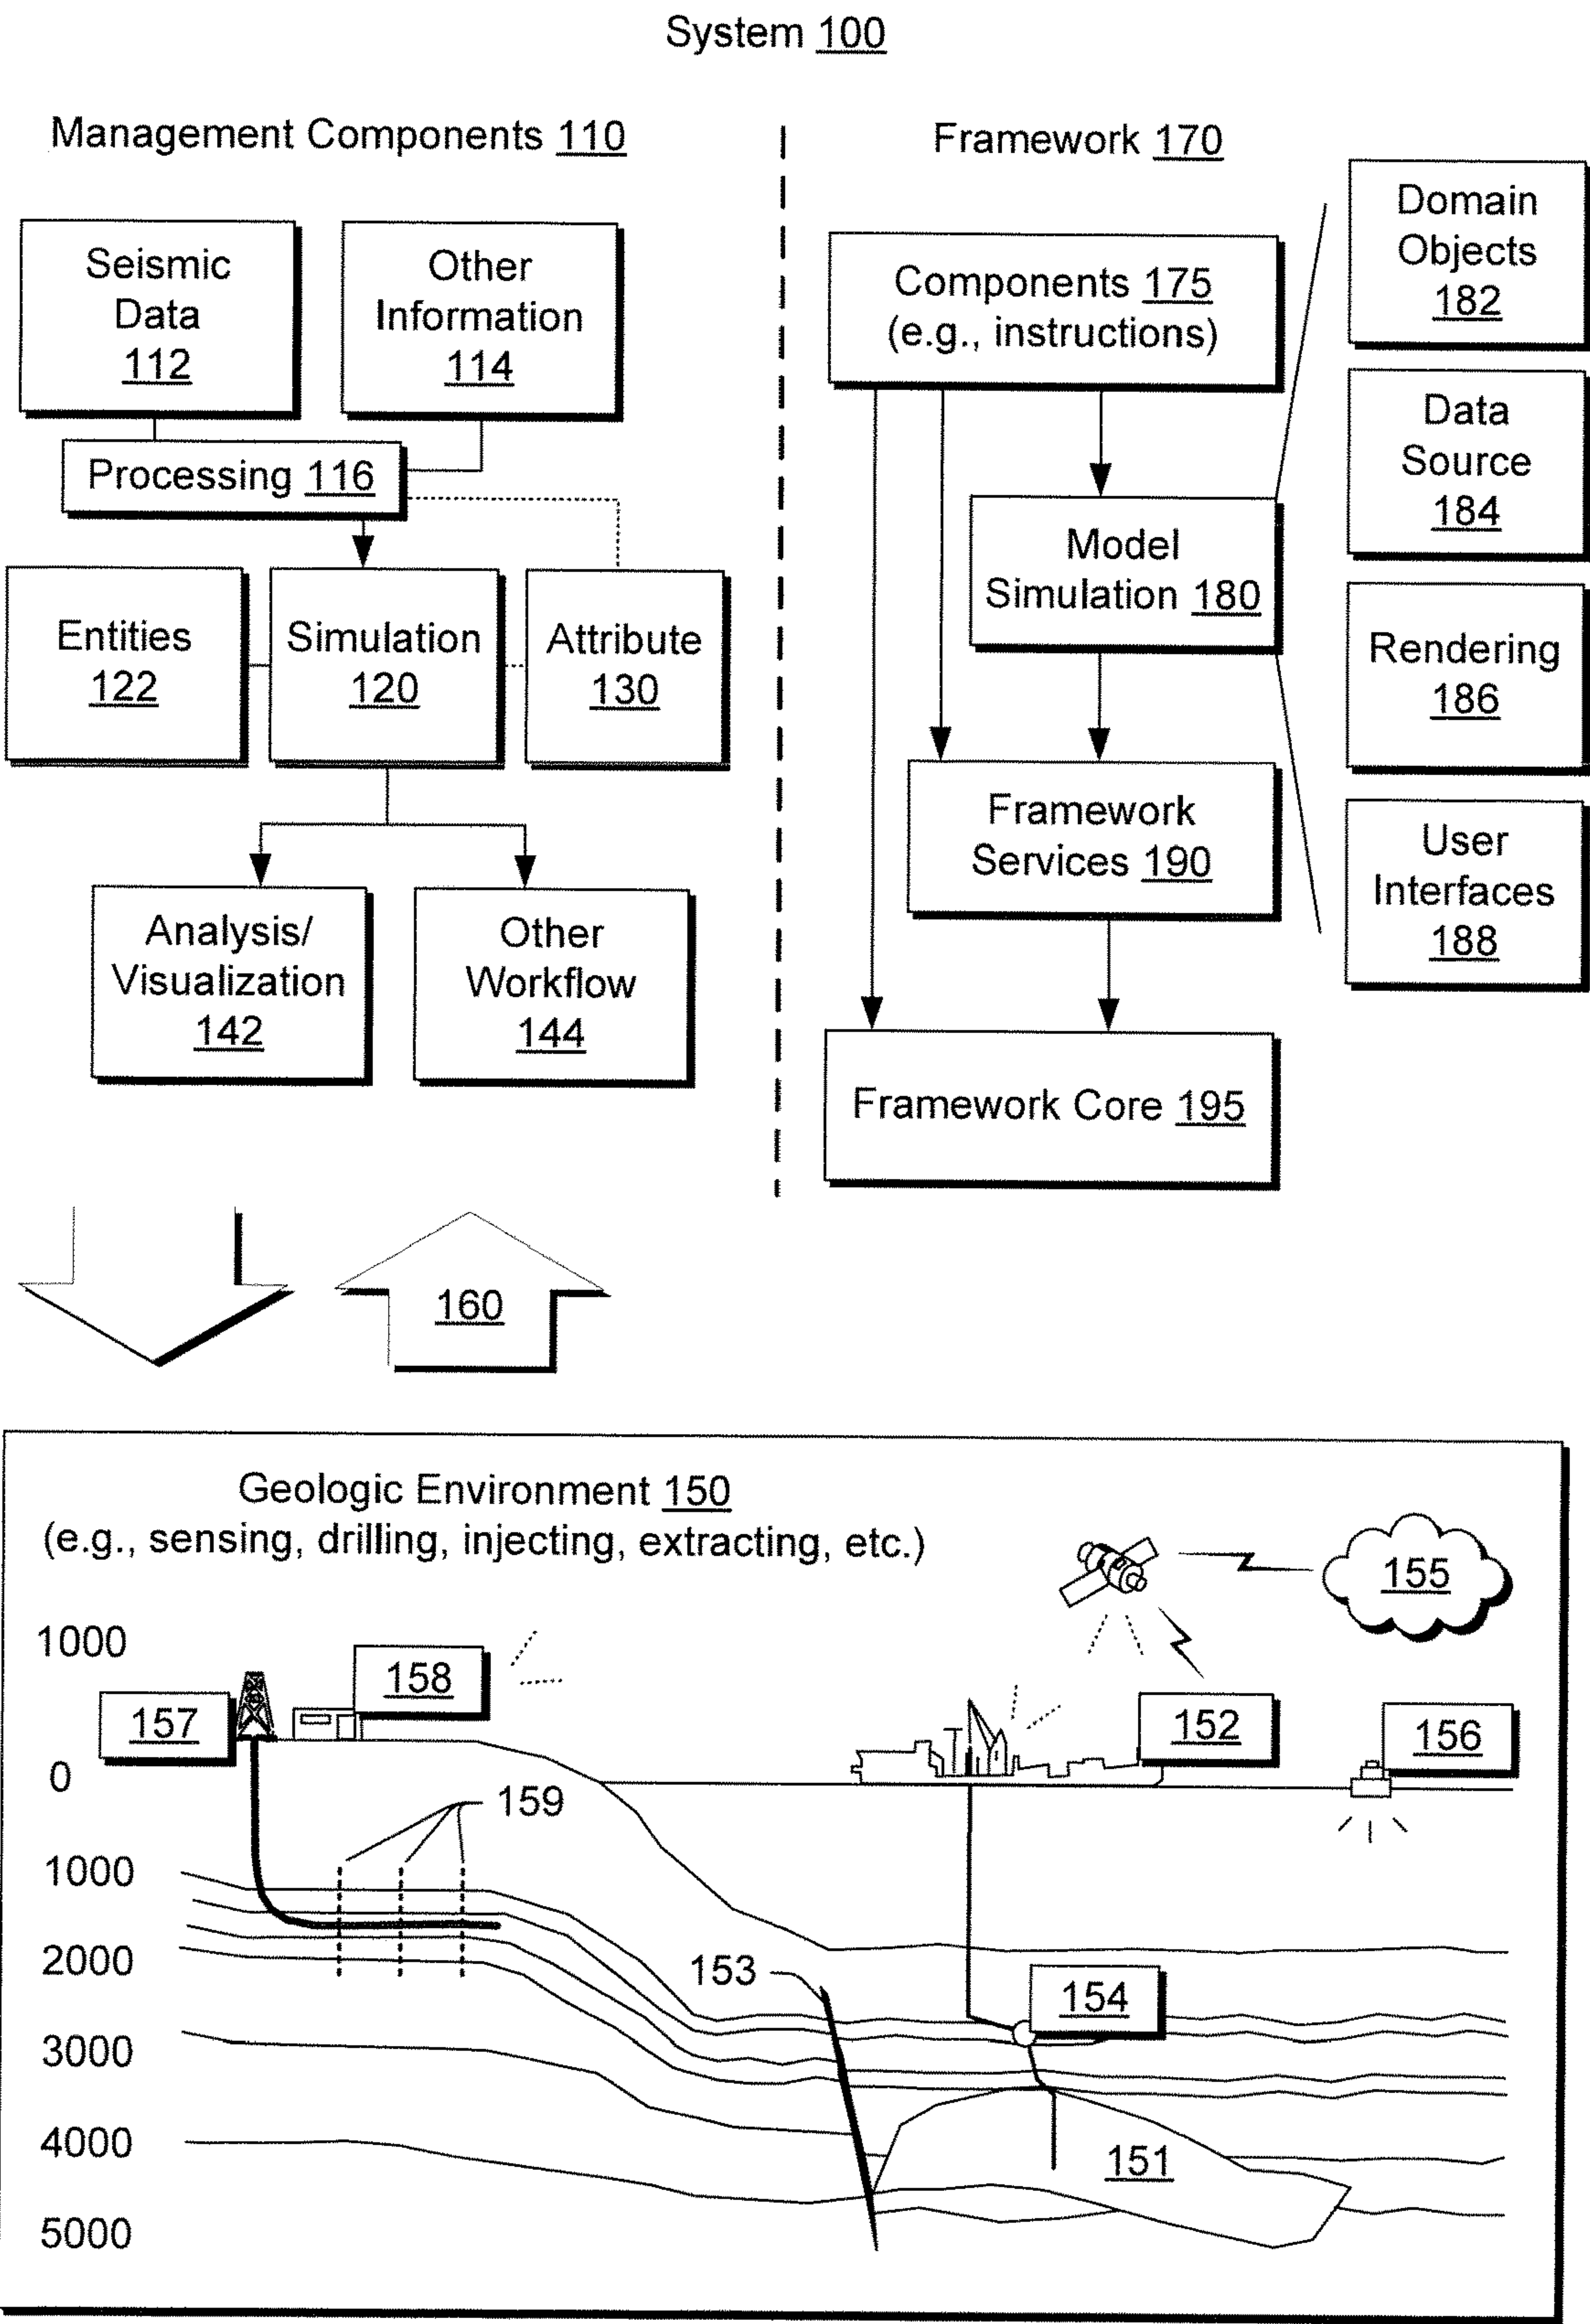 System 100
Management Components 110
Seismic
Data
112
Other
Information
114
Processing 116
Entities
122
Simulation
120
Attribute
130
Analysis/
Visualization
142
Other
Workflow
144
Framework 170
Components 175
(e.g., instructions)
Model
Simulation 180
Framework
Services 190
Framework Core 195
Domain
Objects
182
Data
Source
184
Rendering
186
User
Interfaces
188
160
Geologic Environment 150
(e.g., sensing, drilling, injecting, extracting, etc.)
155
1000
158
157
152
156
0
159
1000
2000
153
154
3000
4000
151
5000